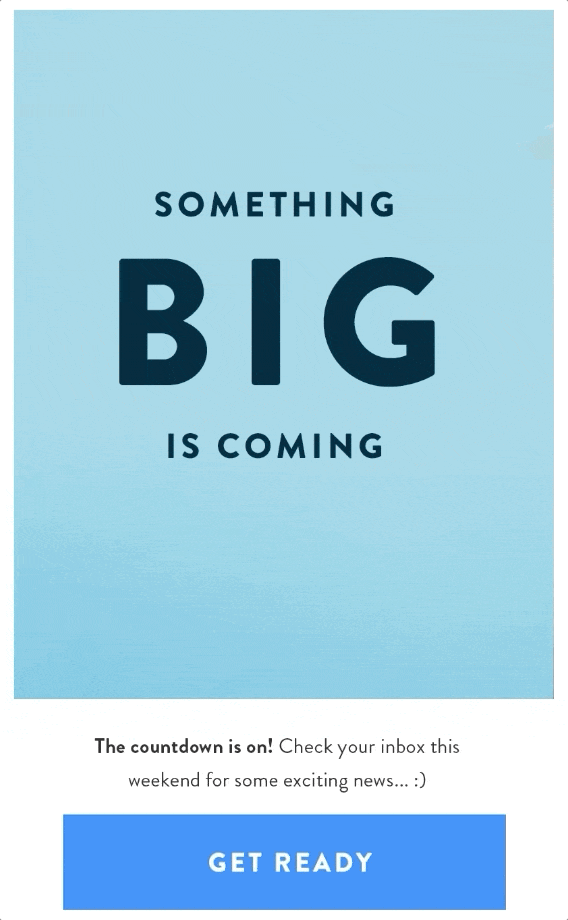 SOMETHING
BIG
IS COMING
The countdown is on! Check your inbox this
weekend for some exciting news... :)
GET READY